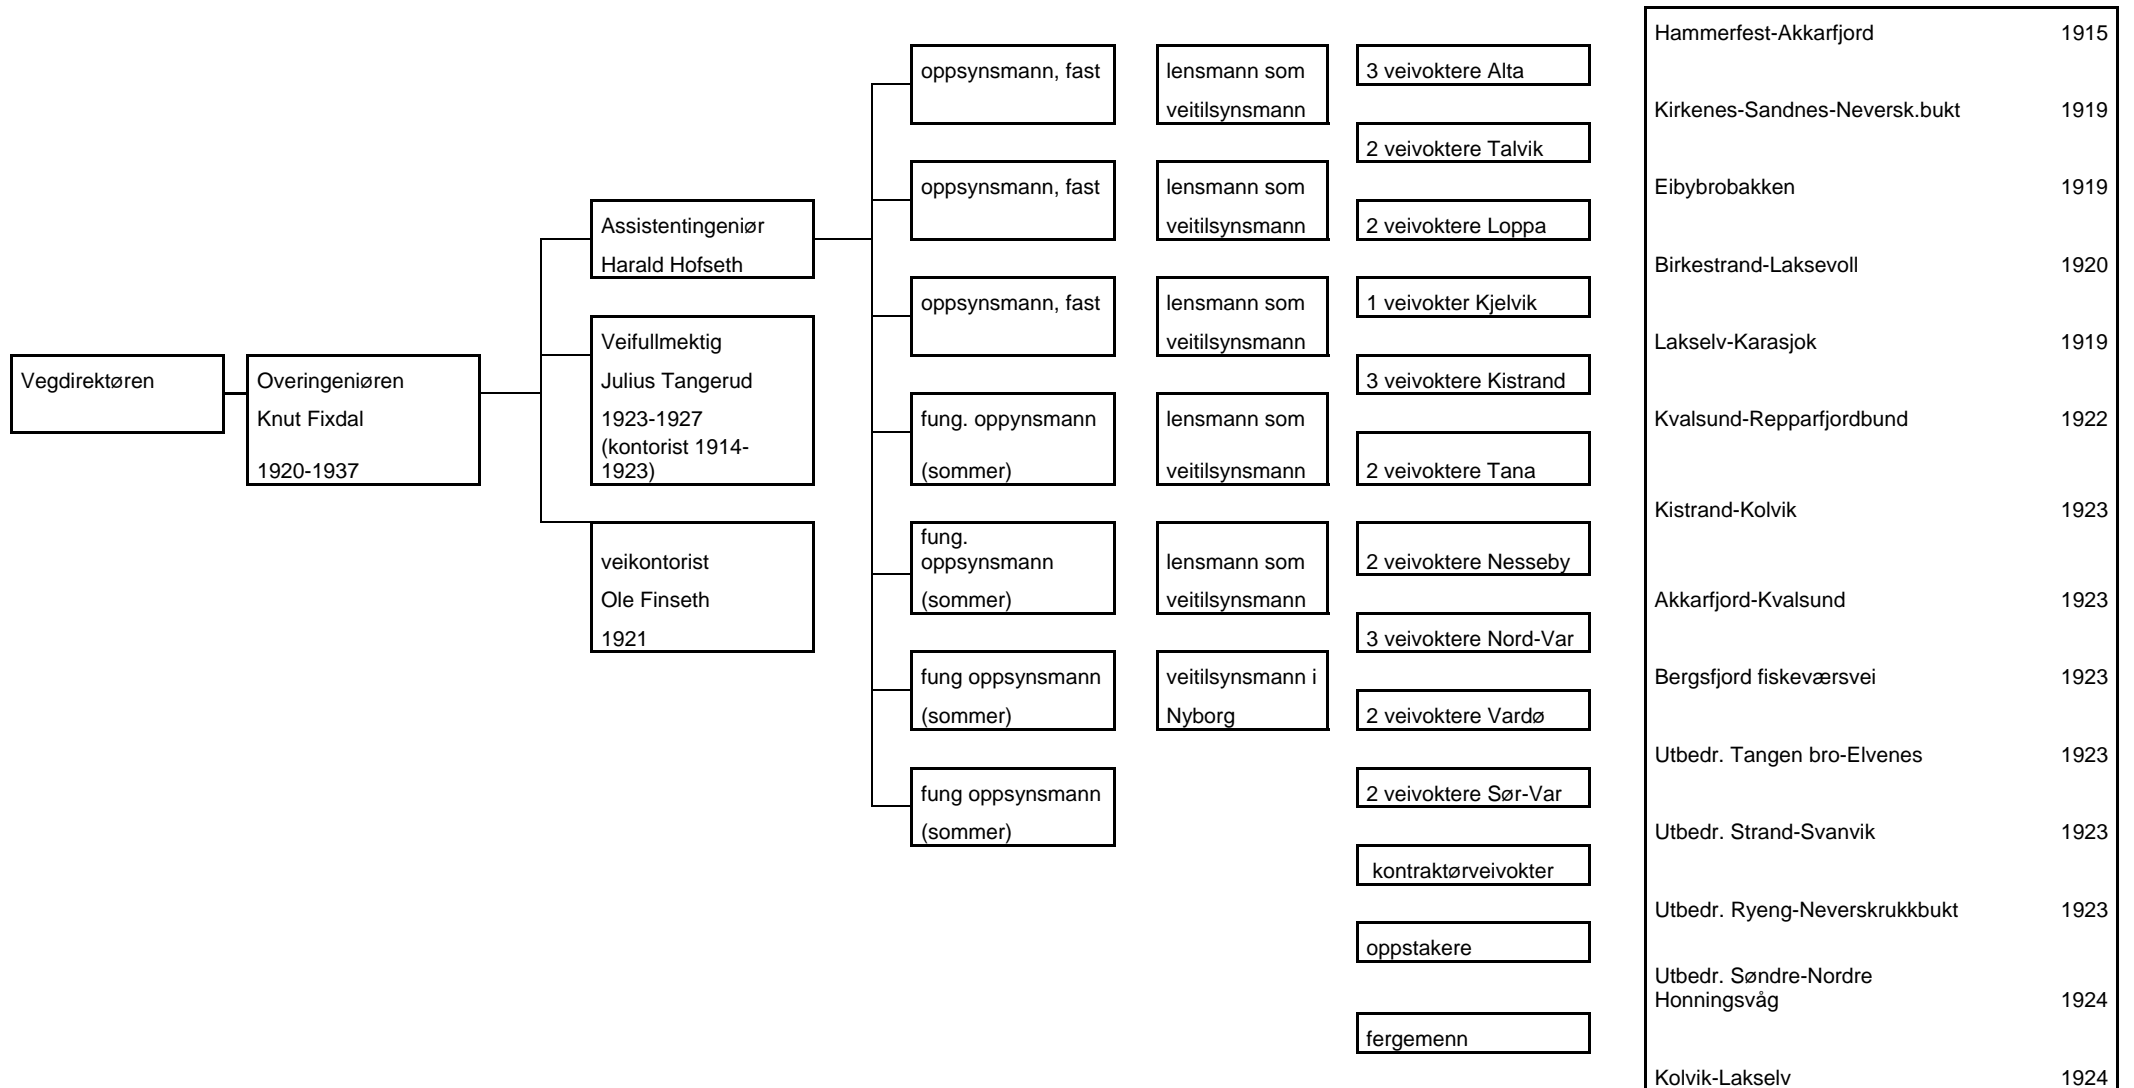 Vegdirektøren
Overingeniøren
Knut Fixdal
1920-1937
Assistentingeniør
Harald Hofseth
Veifullmektig
Julius Tangerud
1923-1927
(kontorist 1914-
1923)
veikontorist
Ole Finseth
1921
oppsynsmann, fast
oppsynsmann, fast
oppsynsmann, fast
fung. oppynsmann
(sommer)
fung.
oppsynsmann
(sommer)
fung oppsynsmann
(sommer)
fung oppsynsmann
(sommer)
lensmann som
veitilsynsmann
lensmann som
veitilsynsmann
lensmann som
veitilsynsmann
lensmann som
veitilsynsmann
lensmann som
veitilsynsmann
veitilsynsmann i
Nyborg
3 veivoktere Alta
2 veivoktere Talvik
2 veivoktere Loppa
1 veivokter Kjelvik
3 veivoktere Kistrand
2 veivoktere Tana
2 veivoktere Nesseby
3 veivoktere Nord-Var
2 veivoktere Vardø
2 veivoktere Sør-Var
kontraktørveivokter
oppstakere
fergemenn
Hammerfest-Akkarfjord 1915
Kirkenes-Sandnes-Neversk.bukt 1919
Eibybrobakken 1919
Birkestrand-Laksevoll 1920
Lakselv-Karasjok 1919
Kvalsund-Repparfjordbund 1922
Kistrand-Kolvik 1923
Akkarfjord-Kvalsund 1923
Bergsfjord fiskeværsvei 1923
Utbedr. Tangen bro-Elvenes 1923
Utbedr. Strand-Svanvik 1923
Utbedr. Ryeng-Neverskrukkbukt 1923
Utbedr. Søndre-Nordre
Honningsvåg 1924
Kolvik-Lakselv 1924